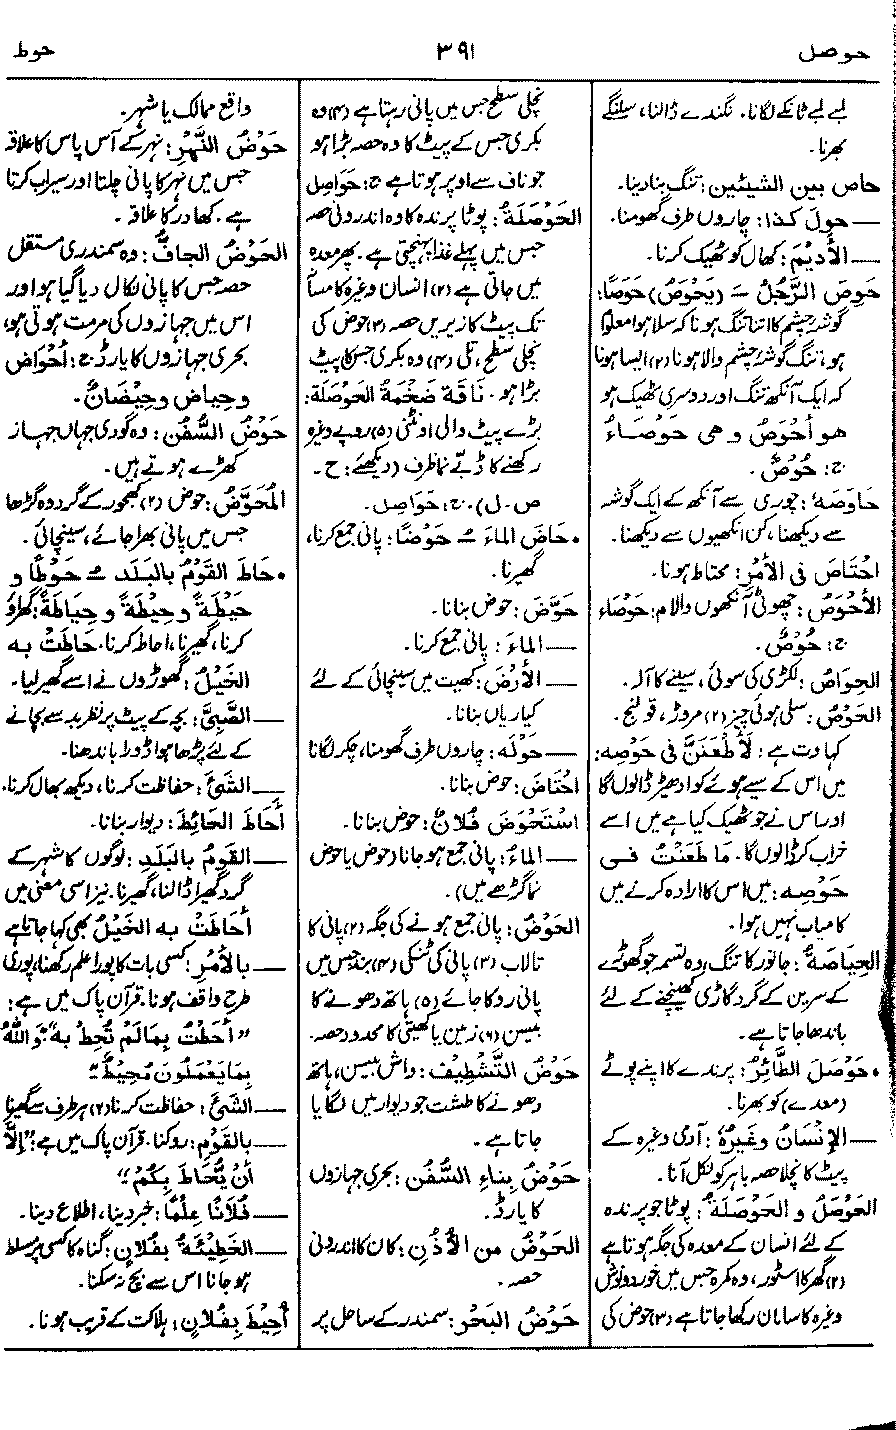 حوصل
٣٩١
حوط
لمبے لمبے ٹانکے لگانا۔ نگندے ڈالنا، سلنگے
بھرنا۔
حاص بين الشيئين: تنگ بنا دینا۔
— حولَ كذا: چاروں طرف گھومنا۔
— الأديمَ: کھال کو ٹھیک کرنا۔
حَوِصَ الرَّجُلُ ـَ (يَحْوَصُ) حَوَصًا:
گوشۂ چشم کا اتنا تنگ ہونا کہ سلا ہوا معلوم
ہو، تنگ گوشۂ چشم والا ہونا (۲) ایسا ہونا
کہ ایک آنکھ تنگ اور دوسری ٹھیک ہو
هو أحْوَصُ و هي حَوصَاءُ
ج: حُوصٌ۔
حَاوَصَهُ: چوری سے آنکھ کے ایک گوشہ
سے دیکھنا، کن انکھیوں سے دیکھنا۔
احْتَاصَ في الأمْرِ: محتاط ہونا۔
الأحْوَصُ: چھوٹی آنکھوں والا م: حَوْصَاء
ج: حُوصٌ۔
الحِوَاصُ: لکڑی کی سوئی، سینے کا آلہ۔
الحَوْصُ: سلی ہوئی چیز (۲) مروڑ، قولنج۔
کہاوت ہے: لَأَطْعَنَنَّ في حَوْصِه:
میں اس کے سیے ہوئے کو ادھیڑ ڈالوں گا
اور اس نے جو ٹھیک کیا ہے میں اسے
خراب کر ڈالوں گا۔ مَا طَعَنْتُ في
حَوْصِه: میں اس کا ارادہ کرنے میں
کامیاب نہیں ہوا۔
الحِيَاصَةُ: جانور کا تنگ، وہ تسمہ جو گھوڑے
کے سرین کے گرد گاڑی کھینچنے کے لئے
باندھا جاتا ہے۔
• حَوْصَلَ الطَّائِرُ: پرندے کا اپنے پوٹے
(معدے) کو بھرنا۔
— الإنْسَانُ وغَيرُهُ: آدمی وغیرہ کے
پیٹ کا نچلا حصہ باہر کو نکل آنا۔
الحَوصَلُ و الحَوصَلَةُ: پوٹا جو پرندہ
کے لئے انسان کے معدہ کی جگہ ہوتا ہے
(۲) گھر کا اسٹور، وہ کمرہ جس میں خورد و نوش
وغیرہ کا سامان رکھا جاتا ہے (۳) حوض کی
نچلی سطح جس میں پانی رہتا ہے (۴) وہ
بکری جس کے پیٹ کا وہ حصہ بڑا ہو
جو ناف سے اوپر ہوتا ہے ج: حَوَاصِل
الحَوْصَلَةُ: پوٹا پرندہ کا وہ اندرونی حصہ
جس میں پہلے غذا پہنچتی ہے۔ پھر معدہ
میں جاتی ہے (۲) انسان وغیرہ کا مسانہ
تک پیٹ کا زیریں حصہ (۳) حوض کی
نچلی سطح، تلی (۴) وہ بکری جس کا پیٹ
بڑا ہو۔ نَاقَة ضَخْمَةُ الحَوْصَلَة:
بڑے پیٹ والی اونٹنی (۵) روپے وغیرہ
رکھنے کا ڈبے نما ظرف (دیکھئے: ح۔
ص۔ل)۔ ج: حَوَاصِل۔
• حَاضَ الماءَ ـُ حَوْضًا: پانی جمع کرنا،
گھیرنا۔
حَوَّضَ: حوض بنانا۔
— الماءَ: پانی جمع کرنا۔
— الأرْضَ: کھیت میں سینچائی کے لئے
کیاریاں بنانا۔
— حَوْلَه: چاروں طرف گھومنا، چکر لگانا
احْتَاضَ: حوض بنانا۔
اسْتَحْوَضَ فُلانٌ: حوض بنانا۔
— الماءُ: پانی جمع ہو جانا (حوض یا حوض
نما گڑھے میں)۔
الحَوْضُ: پانی جمع ہونے کی جگہ (۲) پانی کا
تالاب (۳) پانی کی ٹنکی (۴) بند جس میں
پانی روکا جائے (۵) ہاتھ دھونے کا
بیسن (۶) زمین یا کھیتی کا محدود حصہ۔
حَوْضُ التَّشْطِيف: واش بیسن، ہاتھ
دھونے کا طشت جو دیوار میں لگایا
جاتا ہے۔
حَوْضُ بِنَاءِ السُّفُنِ: بحری جہازوں
کا یارڈ۔
الحَوْضُ من الأُذُنِ: کان کا اندرونی
حصہ۔
حَوْضُ البَحْرِ: سمندر کے ساحل پر
واقع ممالک یا شہر۔
حَوْضُ النَّهْرِ: نہر کے آس پاس کا علاقہ
جس میں نہر کا پانی چلتا اور سیراب کرتا
ہے۔ کھادر کا علاقہ۔
الحَوْضُ الجافُّ: وہ سمندری مستقل
حصہ جس کا پانی نکال دیا گیا ہو اور
اس میں جہازوں کی مرمت ہوتی ہو،
بحری جہازوں کا یارڈ ج: أحْوَاض
وحِيَاض وحِيْضَانٌ۔
حَوْضُ السُّفُن: وہ گودی جہاں جہاز
کھڑے ہوتے ہیں۔
المُحَوَّضُ: حوض (۲) کھجور کے گرد وہ گڑھا
جس میں پانی بھرا جائے، سینچائی۔
• حَاطَ القَوْمُ بالبَلَد ـُ حَوطًا و
حَيْطَةً وحِيْطَةً وحِيَاطَةً: گھراؤ
کرنا، گھیرنا، احاطہ کرنا۔ حَاطَتْ به
الخَيْلُ: گھوڑوں نے اسے گھیر لیا۔
— الصَّبِيَّ: بچہ کے پیٹ پر نظر بد سے بچانے
کے لئے پڑھا ہوا ڈورا باندھنا۔
— الشَيْءَ: حفاظت کرنا، دیکھ بھال کرنا۔
أحَاطَ الحَائِطَ: دیوار بنانا۔
— القَومُ بالبَلَدِ: لوگوں کا شہر کے
گرد گھیرا ڈالنا، گھیرنا۔ نیز اسی معنی میں
أحَاطَتْ به الخَيْلُ بھی کہا جاتا ہے
— بالأمْرِ: کسی بات کا پورا علم رکھنا، پوری
طرح واقف ہونا۔ قرآن پاک میں ہے:
”أحَطْتُ بِمَالَمْ تُحِطْ بِه“ ”وَاللهُ
بِمَا يَعْمَلُونَ مُحِيْطٌ“
— الشَيْءَ: حفاظت کرنا (۲) ہر طرف سے گھیرنا
— بالقَوْمِ: روکنا۔ قرآن پاک میں ہے: ”إلَّا
أنْ يُّحَاطَ بِكُمْ“
— فُلَانًا عِلْمًا: خبر دینا، اطلاع دینا۔
— الخَطِيْئَةُ بِفُلَانٍ: گناہ کا کسی پر مسلط
ہو جانا اس سے بچ نہ سکنا۔
أُحِيْطَ بِفُلَانٍ: ہلاکت کے قریب ہونا۔